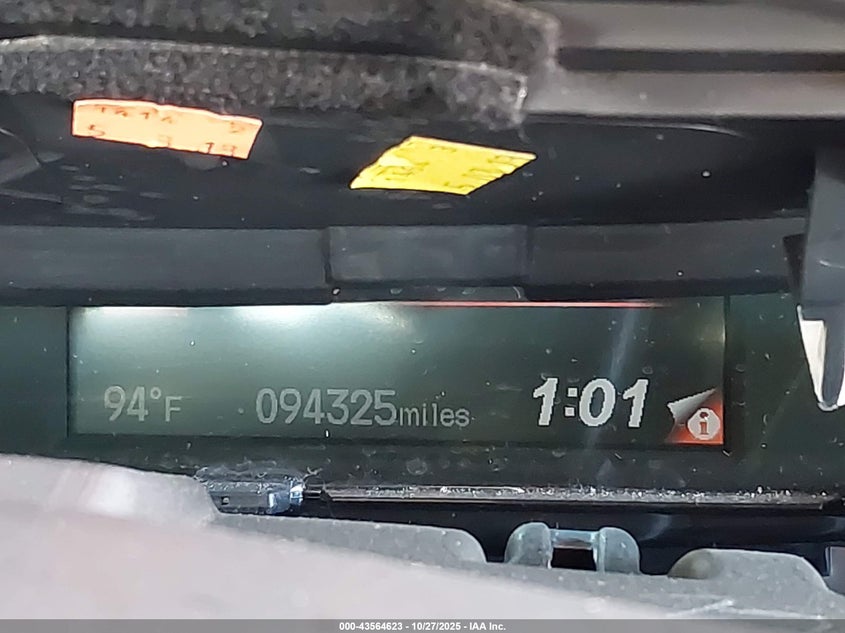 94°F 094325miles 1:01 i
000-43564623 - 10/27/2025 - IAA Inc.